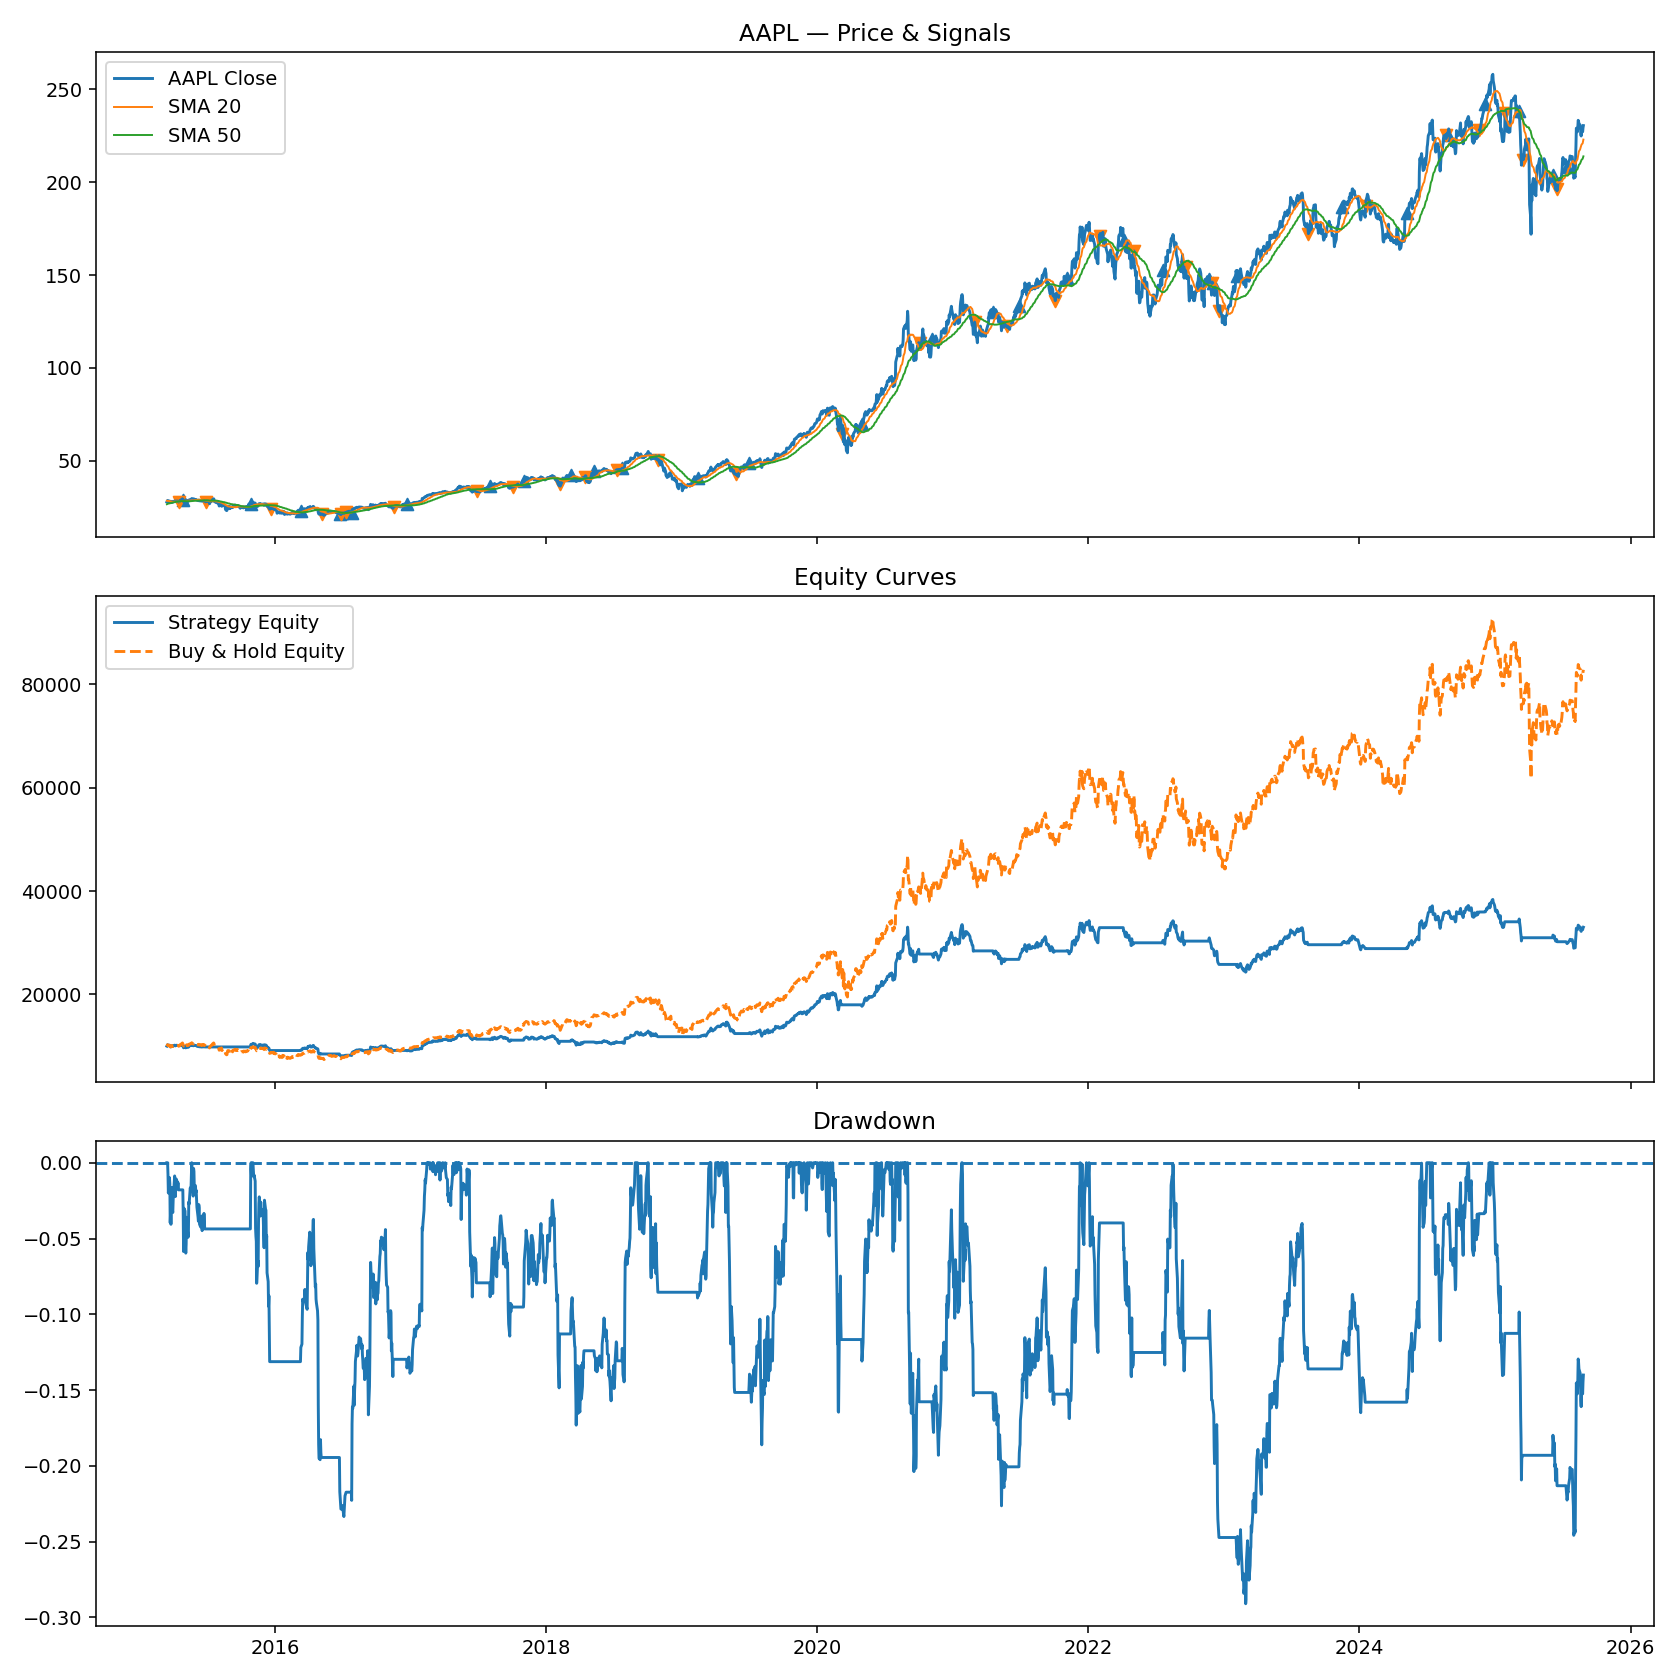 AAPL — Price & Signals
AAPL Close
SMA 20
SMA 50
250
200
150
100
50
Equity Curves
Strategy Equity
Buy & Hold Equity
80000
60000
40000
20000
Drawdown
0.00
−0.05
−0.10
−0.15
−0.20
−0.25
−0.30
2016 2018 2020 2022 2024 2026